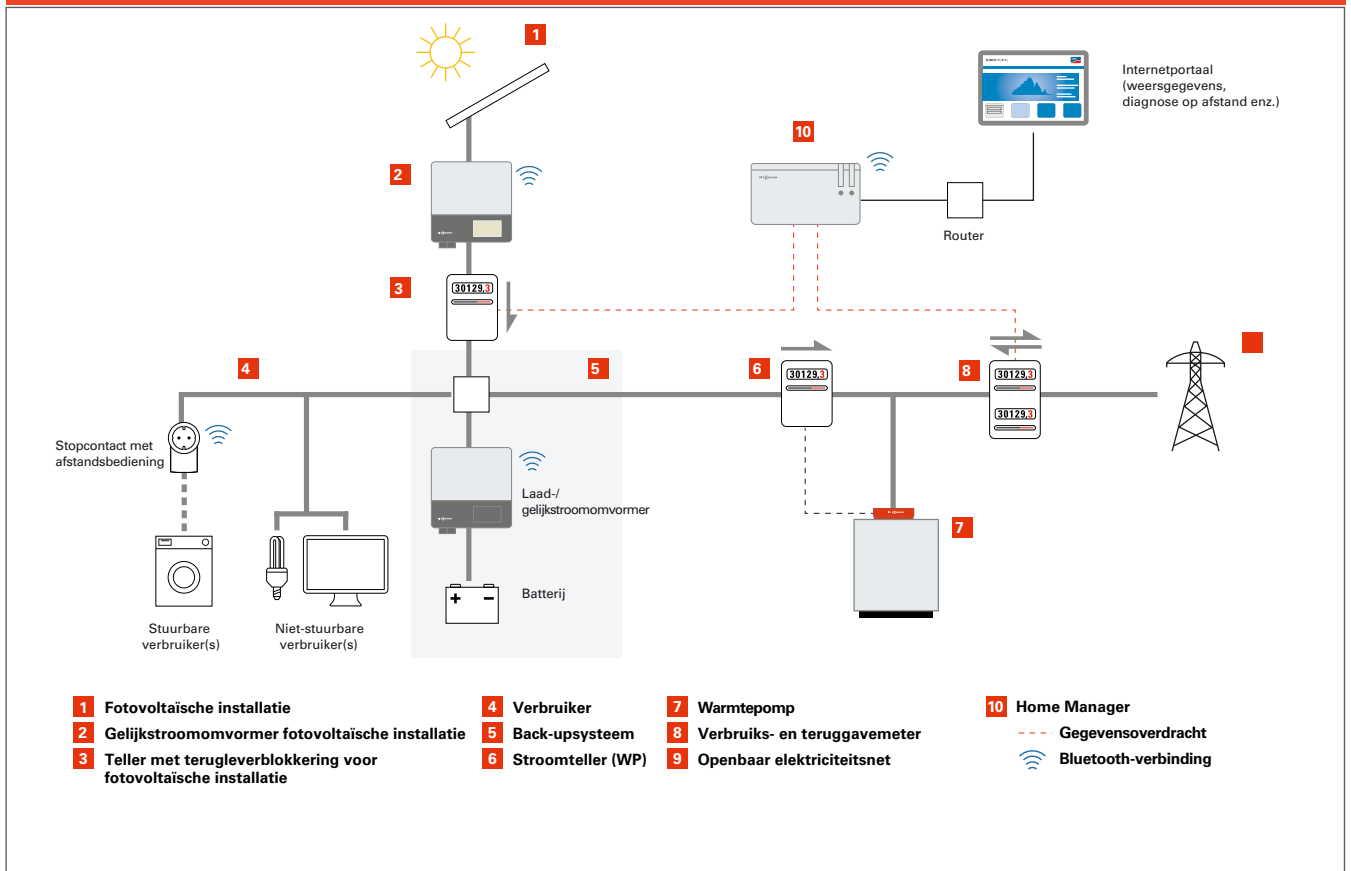 1
Internetportaal
(weersgegevens,
diagnose op afstand enz.)
10
2
Router
3
30129,3
4
5
6
30129,3
8
30129,3
30129,3
Stopcontact met
afstandsbediening
Laad-/
gelijkstroomomvormer
7
Batterij
+ −
Stuurbare
verbruiker(s)
Niet-stuurbare
verbruiker(s)
1 Fotovoltaïsche installatie
2 Gelijkstroomomvormer fotovoltaïsche installatie
3 Teller met terugleverblokkering voor
fotovoltaïsche installatie
4 Verbruiker
5 Back-upsysteem
6 Stroomteller (WP)
7 Warmtepomp
8 Verbruiks- en teruggavemeter
9 Openbaar elektriciteitsnet
10 Home Manager
Gegevensoverdracht
Bluetooth-verbinding